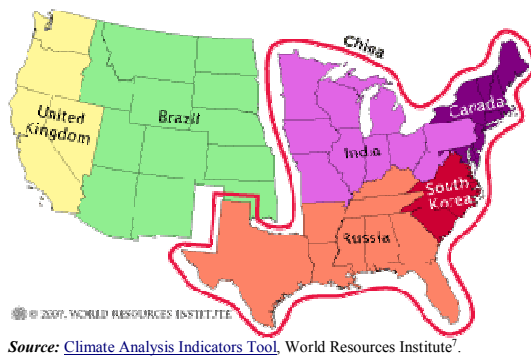 China
Canada
United
Kingdom
Brazil
India
South
Korea
Russia
© 2007, WORLD RESOURCES INSTITUTE
Source: Climate Analysis Indicators Tool, World Resources Institute7.